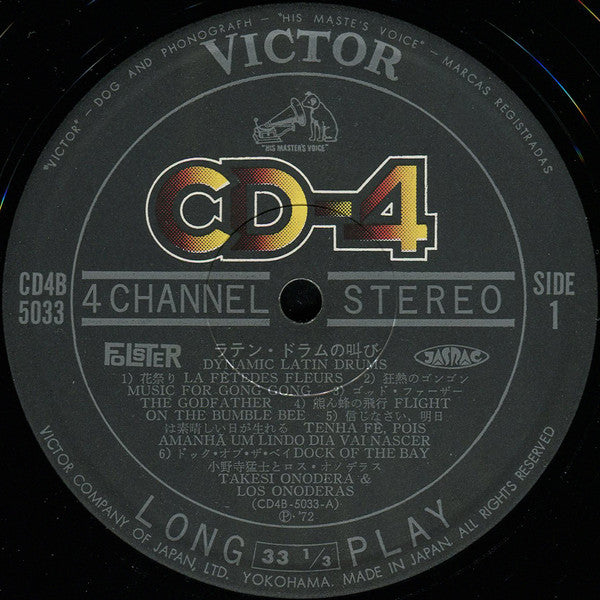 "VICTOR" – DOG AND PHONOGRAFH – "HIS MASTE'S VOICE" – MARCAS REGISTRADAS
VICTOR
"HIS MASTER'S VOICE"
CD-4
CD4B
5033
4 CHANNEL STEREO
SIDE
1
FOLSTER
JASRAC
ラテン・ドラムの叫び
DYNAMIC LATIN DRUMS
1) 花祭り LA FÊTEDES FLEURS 2) 狂熱のゴンゴン
MUSIC FOR GONG GONG 3) ゴッド・ファーザー
THE GODFATHER 4) 熊ん蜂の飛行 FLIGHT
ON THE BUMBLE BEE 5) 信じなさい、明日
は素晴しい日が生れる TENHA FÉ, POIS
AMANHÃ UM LINDO DIA VAI NASCER
6) ドック・オブ・ザ・ベイ DOCK OF THE BAY
小野寺猛士とロス・オノデラス
TAKESI ONODERA &
LOS ONODERAS
(CD4B-5033-A)
Ⓟ-'72
LONG 33 1/3 PLAY
VICTOR COMPANY OF JAPAN, LTD. YOKOHAMA. MADE IN JAPAN. ALL RIGHTS RESERVED